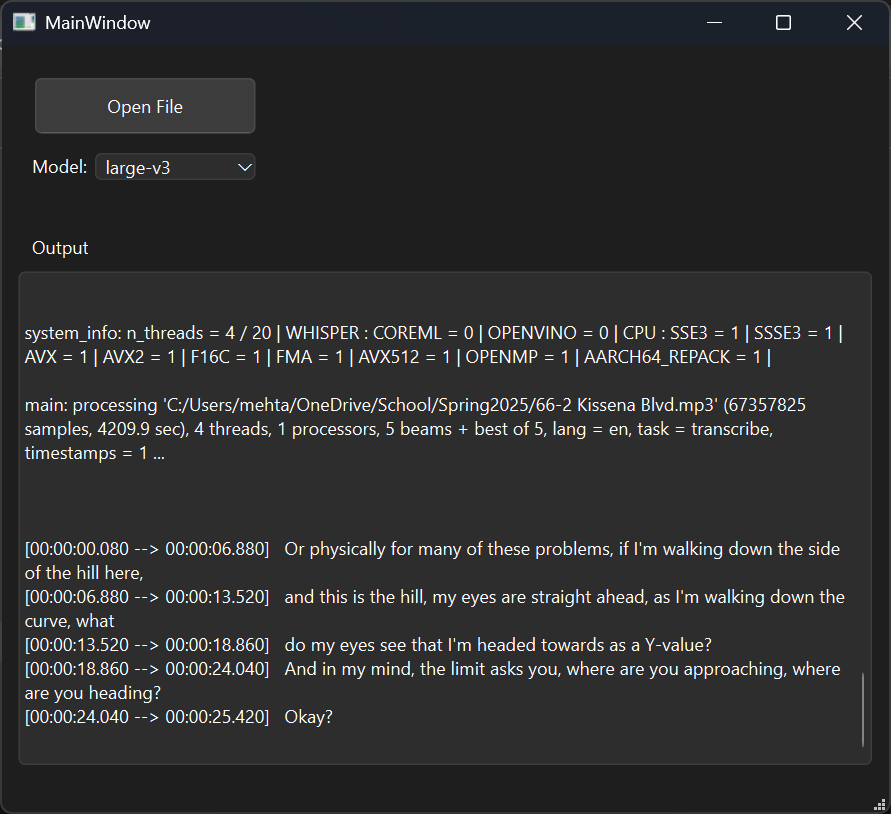 MainWindow
Open File
Model: large-v3
Output
system_info: n_threads = 4 / 20 | WHISPER : COREML = 0 | OPENVINO = 0 | CPU : SSE3 = 1 | SSSE3 = 1 |
AVX = 1 | AVX2 = 1 | F16C = 1 | FMA = 1 | AVX512 = 1 | OPENMP = 1 | AARCH64_REPACK = 1 |
main: processing 'C:/Users/mehta/OneDrive/School/Spring2025/66-2 Kissena Blvd.mp3' (67357825
samples, 4209.9 sec), 4 threads, 1 processors, 5 beams + best of 5, lang = en, task = transcribe,
timestamps = 1 ...
[00:00:00.080 --> 00:00:06.880]   Or physically for many of these problems, if I'm walking down the side
of the hill here,
[00:00:06.880 --> 00:00:13.520]   and this is the hill, my eyes are straight ahead, as I'm walking down the
curve, what
[00:00:13.520 --> 00:00:18.860]   do my eyes see that I'm headed towards as a Y-value?
[00:00:18.860 --> 00:00:24.040]   And in my mind, the limit asks you, where are you approaching, where
are you heading?
[00:00:24.040 --> 00:00:25.420]   Okay?